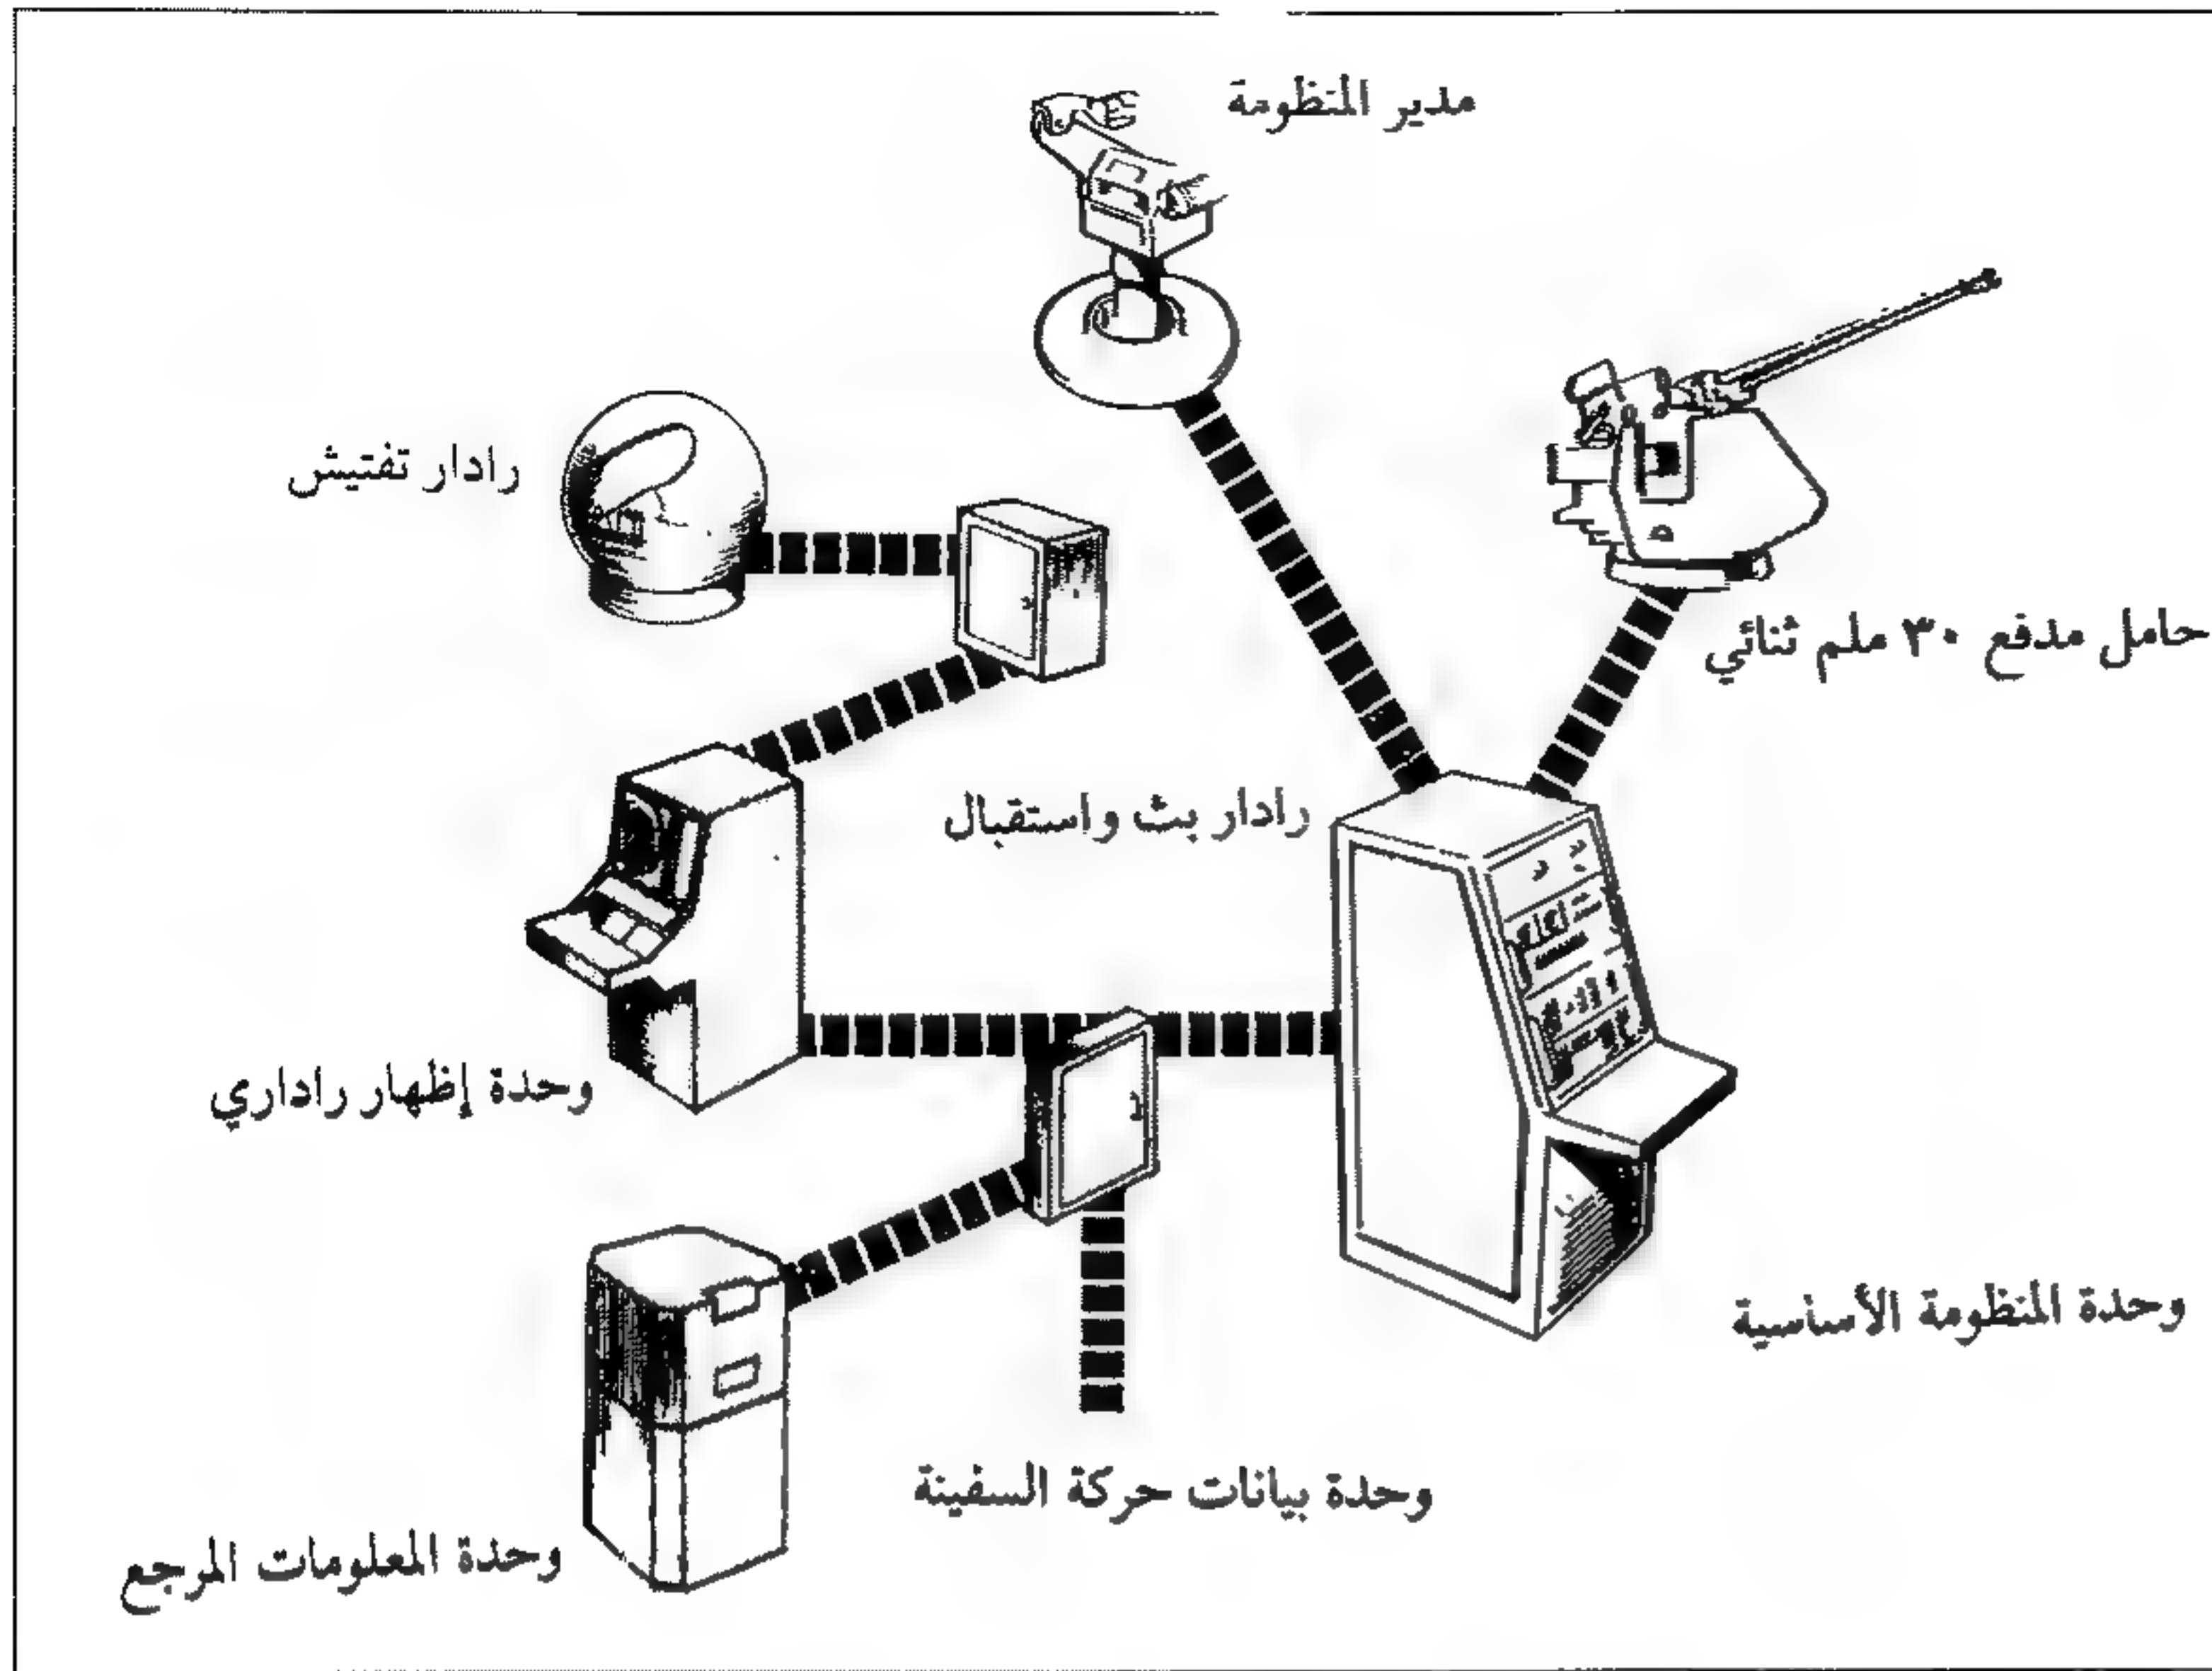 مدير المنظومة
رادار تفتيش
حامل مدفع ٣٠ ملم ثنائي
رادار بث واستقبال
وحدة إظهار راداري
وحدة المنظومة الأساسية
وحدة بيانات حركة السفينة
وحدة المعلومات المرجع